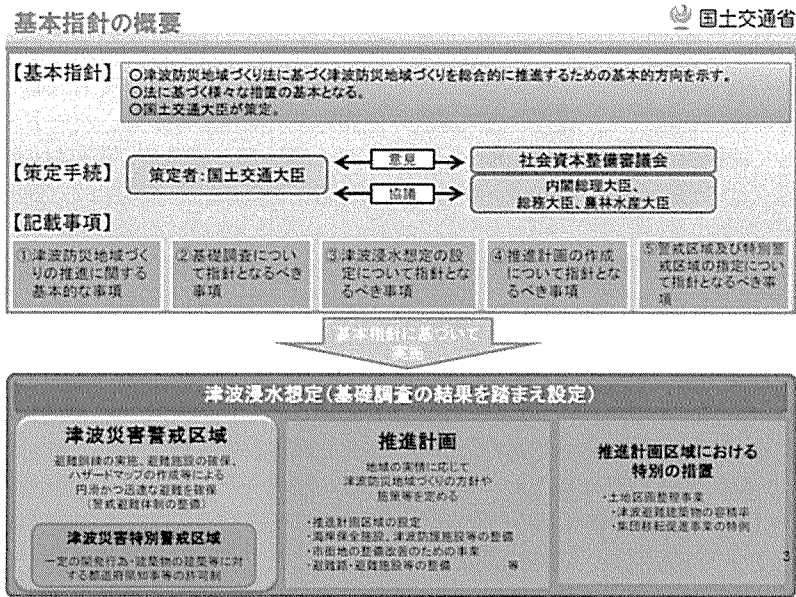 基本指針の概要
国土交通省
【基本指針】
○津波防災地域づくり法に基づく津波防災地域づくりを総合的に推進するための基本的方向を示す。
○法に基づく様々な措置の基本となる。
○国土交通大臣が策定。
【策定手続】
策定者:国土交通大臣
意見
社会資本整備審議会
協議
内閣総理大臣、
総務大臣、農林水産大臣
【記載事項】
①津波防災地域づく
りの推進に関する
基本的な事項
②基礎調査につい
て指針となるべき
事項
③津波浸水想定の設
定について指針とな
るべき事項
④推進計画の作成
について指針とな
るべき事項
⑤警戒区域及び特別警
戒区域の指定につい
て指針となるべき事
項
基本指針に基づいて
実施
津波浸水想定(基礎調査の結果を踏まえ設定)
津波災害警戒区域
避難訓練の実施、避難施設の確保、
ハザードマップの作成等による
円滑かつ迅速な避難を確保
(警戒避難体制の整備)
津波災害特別警戒区域
一定の開発行為・建築物の建築等に対
する都道府県知事等の許可制
推進計画
地域の実情に応じて
津波防災地域づくりの方針や
施策等を定める
・推進計画区域の設定
・海岸保全施設、津波防護施設等の整備
・市街地の整備改善のための事業
・避難路・避難施設等の整備 等
推進計画区域における
特別の措置
・土地区画整理事業
・津波避難建築物の容積率
・集団移転促進事業の特例
3